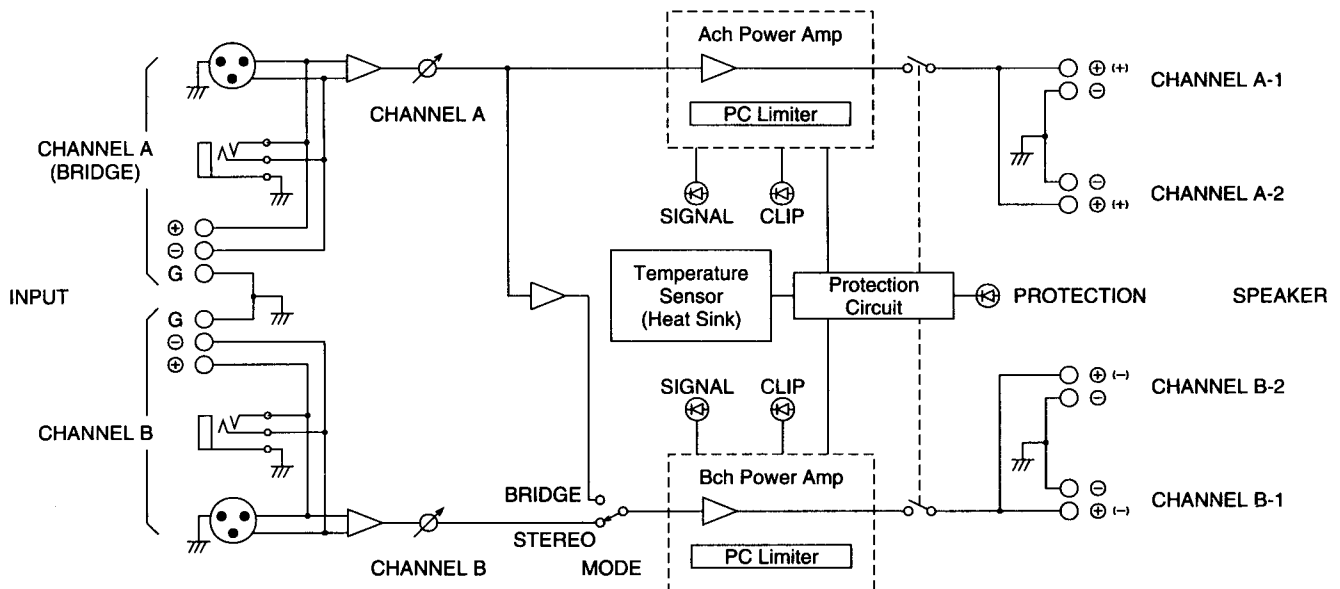 Ach Power Amp
PC Limiter
CHANNEL A
CHANNEL A
(BRIDGE)
⊕
⊖
G
INPUT
G
⊖
⊕
CHANNEL B
CHANNEL B
SIGNAL
CLIP
Temperature
Sensor
(Heat Sink)
Protection
Circuit
PROTECTION
SPEAKER
SIGNAL
CLIP
BRIDGE
STEREO
MODE
Bch Power Amp
PC Limiter
⊕ (+)
⊖
CHANNEL A-1
⊖
⊕ (+)
CHANNEL A-2
⊕ (−)
⊖
CHANNEL B-2
⊖
⊕ (−)
CHANNEL B-1